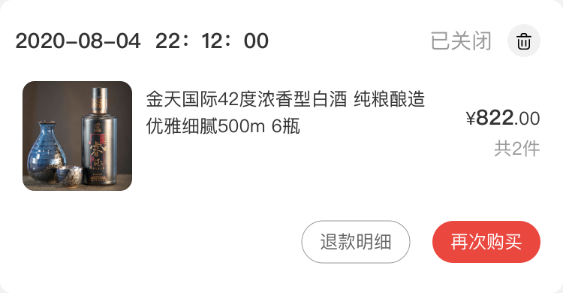 2020-08-04 22：12：00 已关闭
金天国际42度浓香型白酒 纯粮酿造
优雅细腻500m 6瓶
¥822.00
共2件
退款明细 再次购买